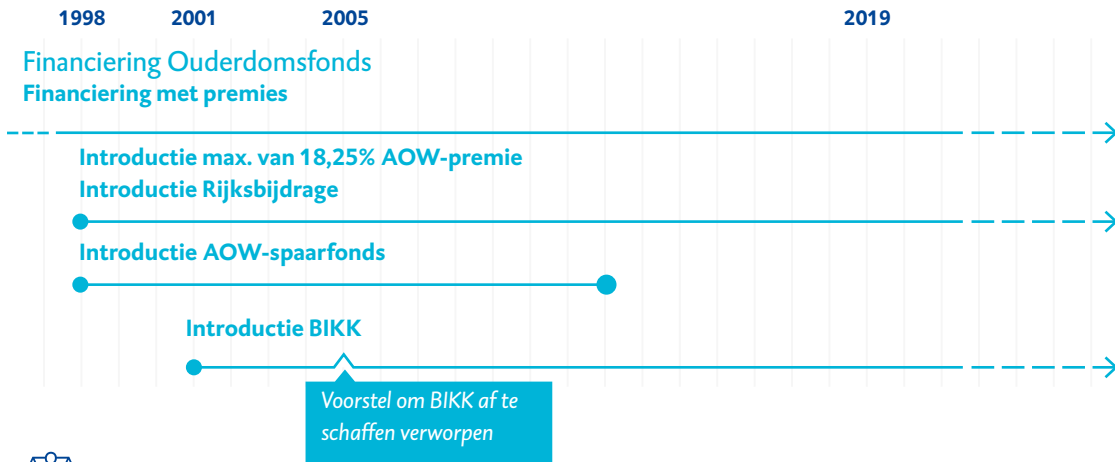 1998 2001 2005 2019
Financiering Ouderdomsfonds
Financiering met premies
Introductie max. van 18,25% AOW-premie
Introductie Rijksbijdrage
Introductie AOW-spaarfonds
Introductie BIKK
Voorstel om BIKK af te
schaffen verworpen